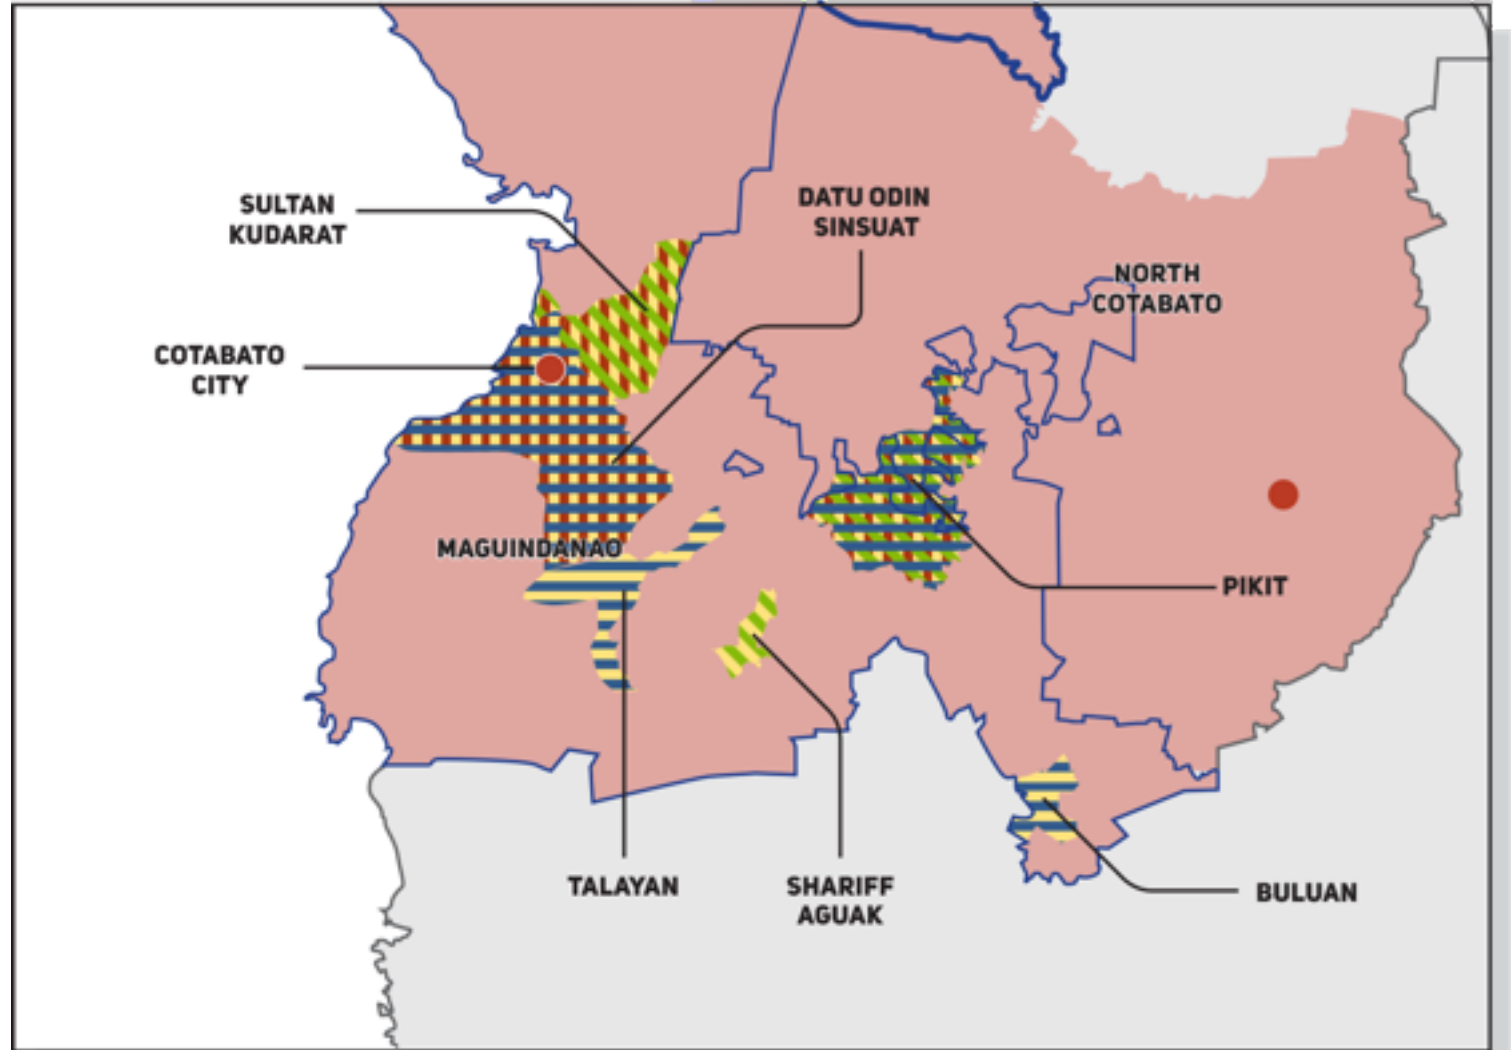 SULTAN
KUDARAT
DATU ODIN
SINSUAT
NORTH
COTABATO
COTABATO
CITY
MAGUINDANAO
PIKIT
TALAYAN
SHARIFF
AGUAK
BULUAN